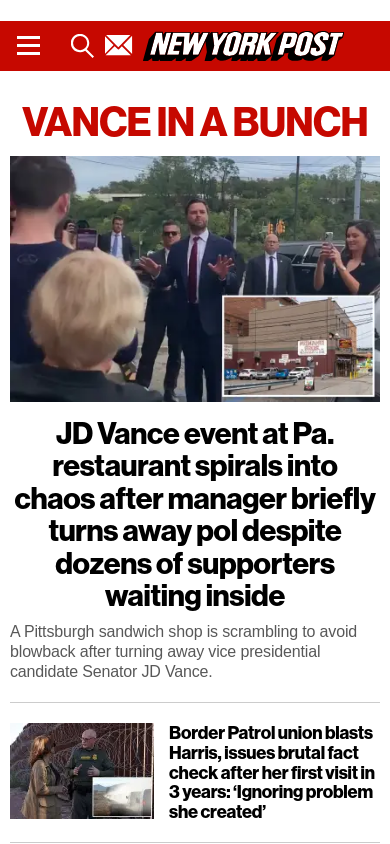 NEW YORK POST
VANCE IN A BUNCH
JD Vance event at Pa.
restaurant spirals into
chaos after manager briefly
turns away pol despite
dozens of supporters
waiting inside
A Pittsburgh sandwich shop is scrambling to avoid
blowback after turning away vice presidential
candidate Senator JD Vance.
Border Patrol union blasts
Harris, issues brutal fact
check after her first visit in
3 years: ‘Ignoring problem
she created’